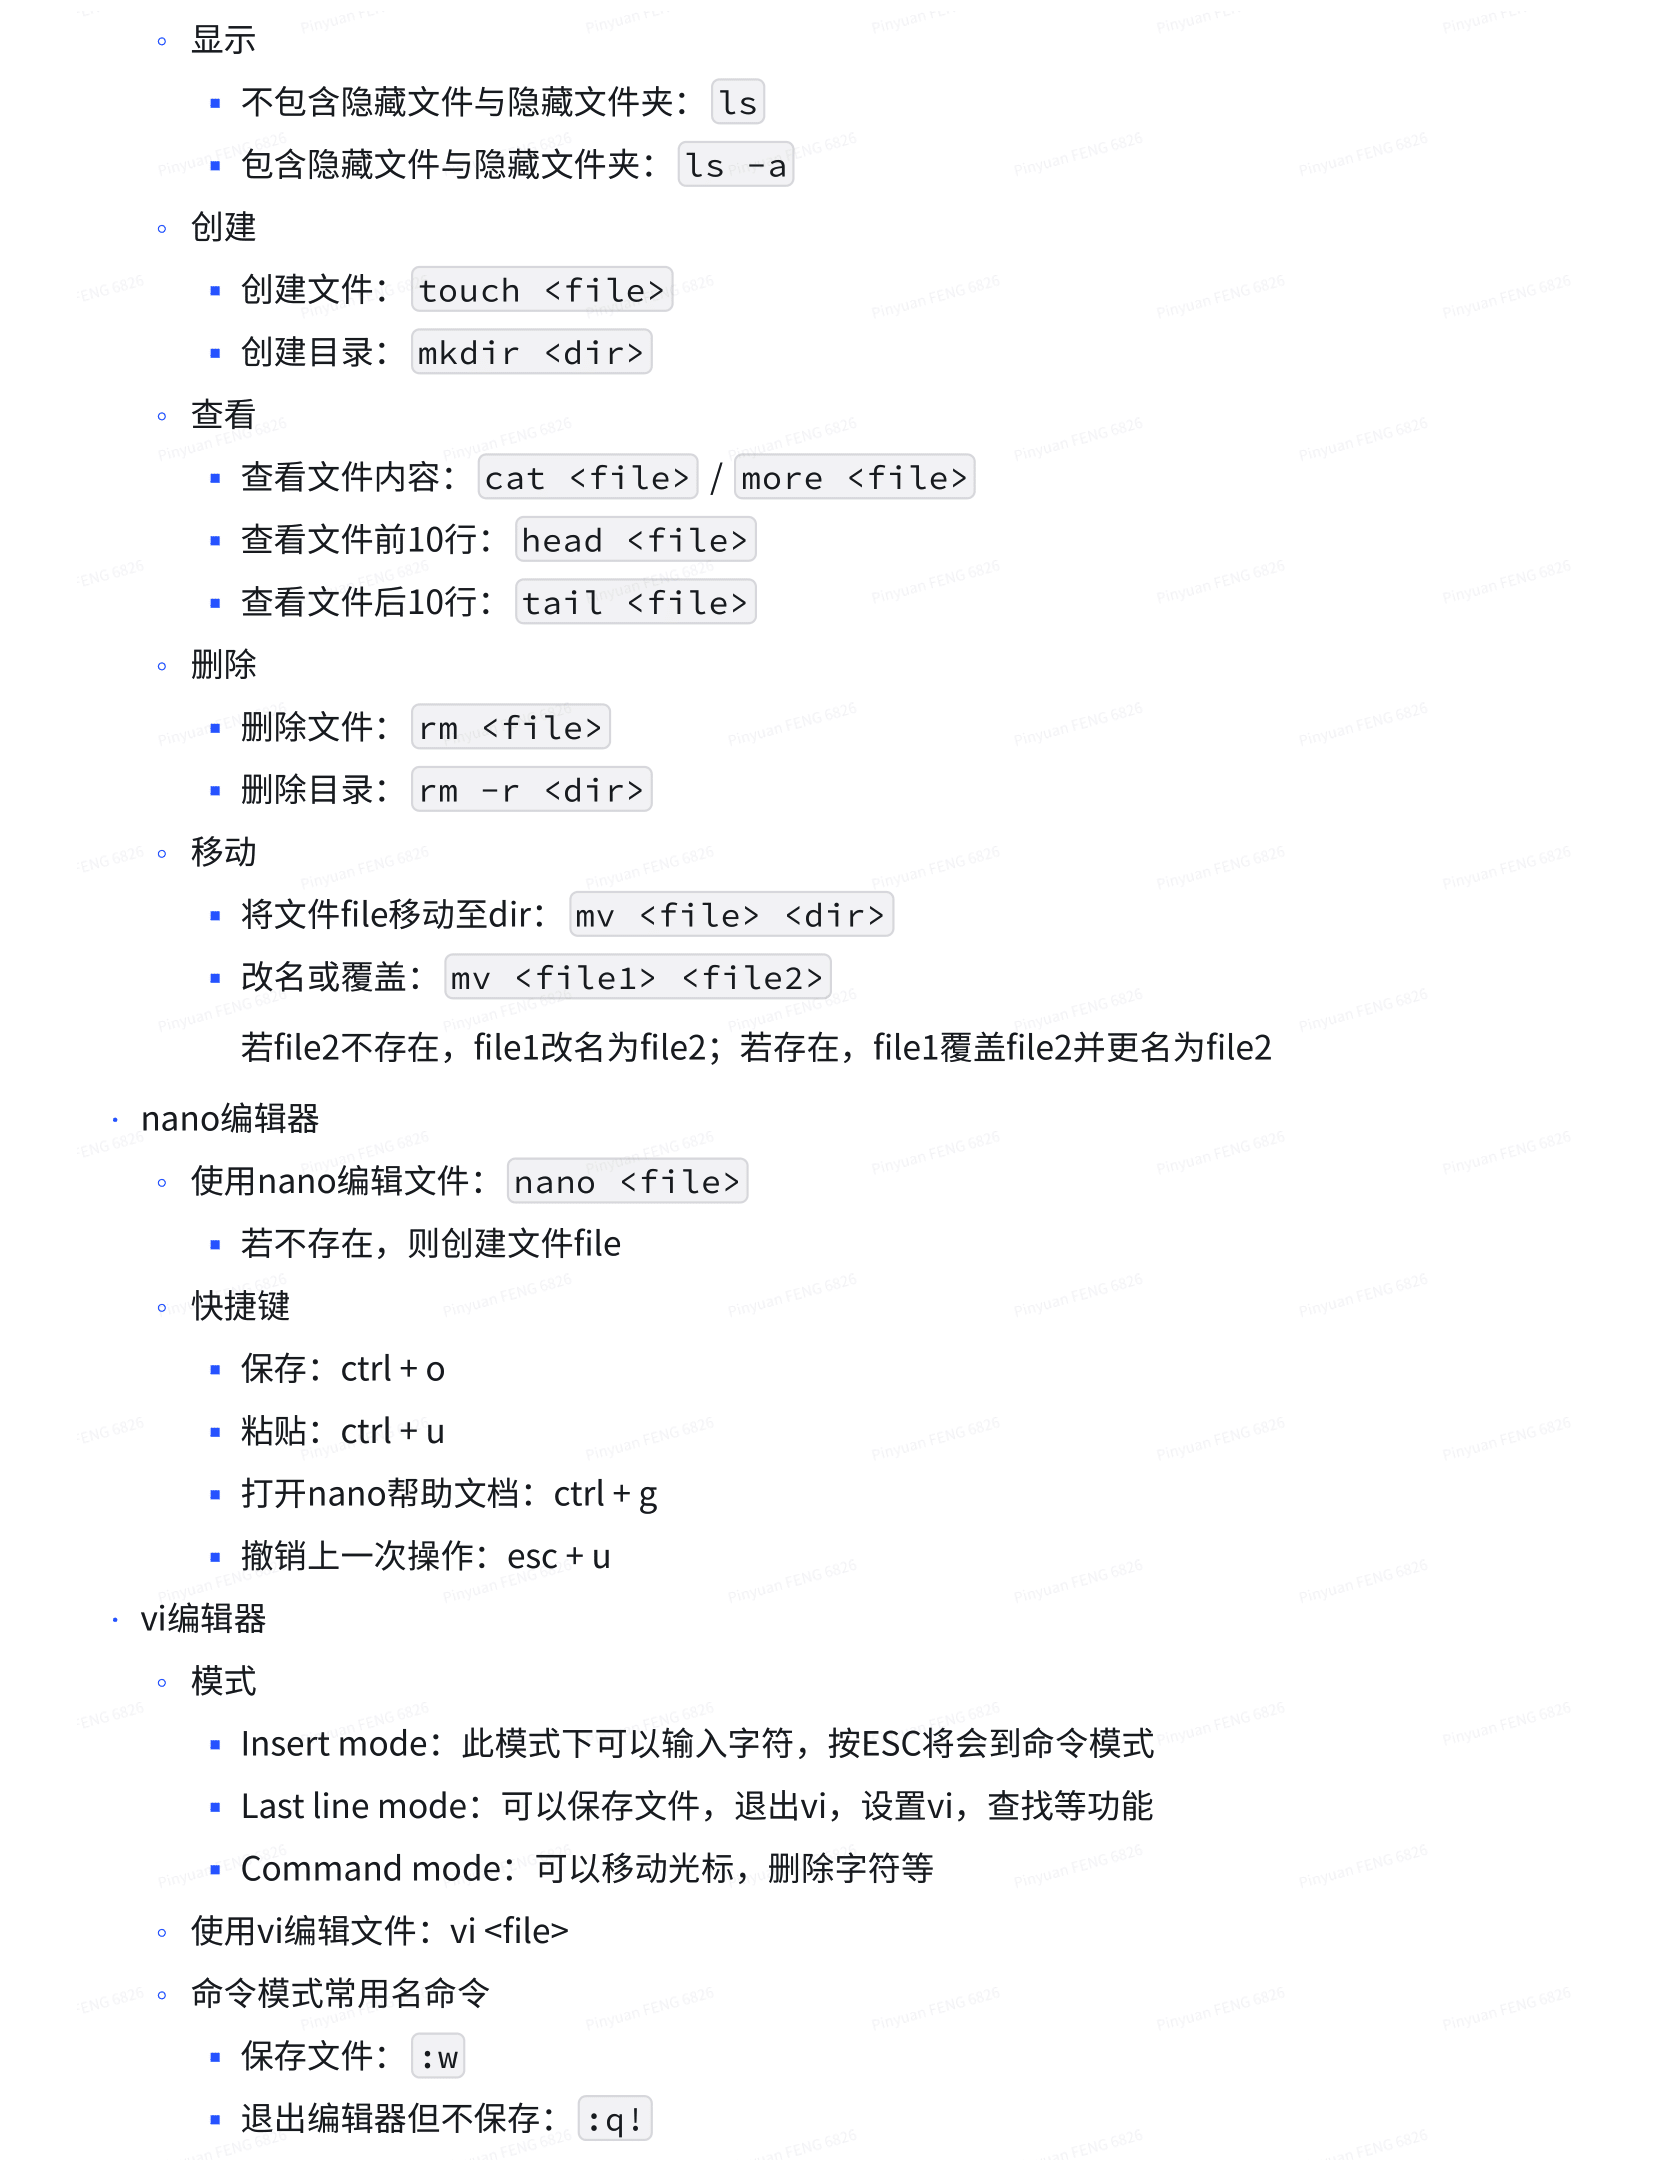 显示
不包含隐藏文件与隐藏文件夹： ls
包含隐藏文件与隐藏文件夹： ls -a
创建
创建文件： touch <file>
创建目录： mkdir <dir>
查看
查看文件内容： cat <file> / more <file>
查看文件前10行： head <file>
查看文件后10行： tail <file>
删除
删除文件： rm <file>
删除目录： rm -r <dir>
移动
将文件file移动至dir： mv <file> <dir>
改名或覆盖： mv <file1> <file2>
若file2不存在，file1改名为file2；若存在，file1覆盖file2并更名为file2
nano编辑器
使用nano编辑文件： nano <file>
若不存在，则创建文件file
快捷键
保存：ctrl + o
粘贴：ctrl + u
打开nano帮助文档：ctrl + g
撤销上一次操作：esc + u
vi编辑器
模式
Insert mode：此模式下可以输入字符，按ESC将会到命令模式
Last line mode：可以保存文件，退出vi，设置vi，查找等功能
Command mode：可以移动光标，删除字符等
使用vi编辑文件：vi <file>
命令模式常用名命令
保存文件： :w
退出编辑器但不保存： :q!
Pinyuan FENG 6826